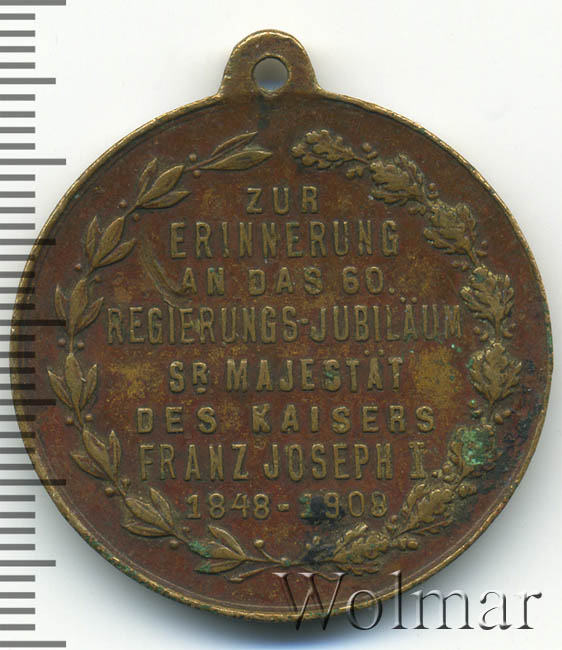 ZUR
ERINNERUNG
AN DAS 60.
REGIERUNGS-JUBILÄUM
SR MAJESTÄT
DES KAISERS
FRANZ JOSEPH I.
1848-1908
Wolmar